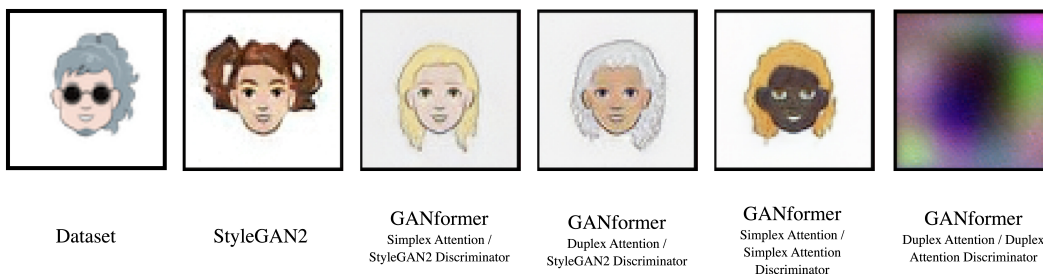 Dataset
StyleGAN2
GANformer
Simplex Attention /
StyleGAN2 Discriminator
GANformer
Duplex Attention /
StyleGAN2 Discriminator
GANformer
Simplex Attention /
Simplex Attention
Discriminator
GANformer
Duplex Attention / Duplex
Attention Discriminator